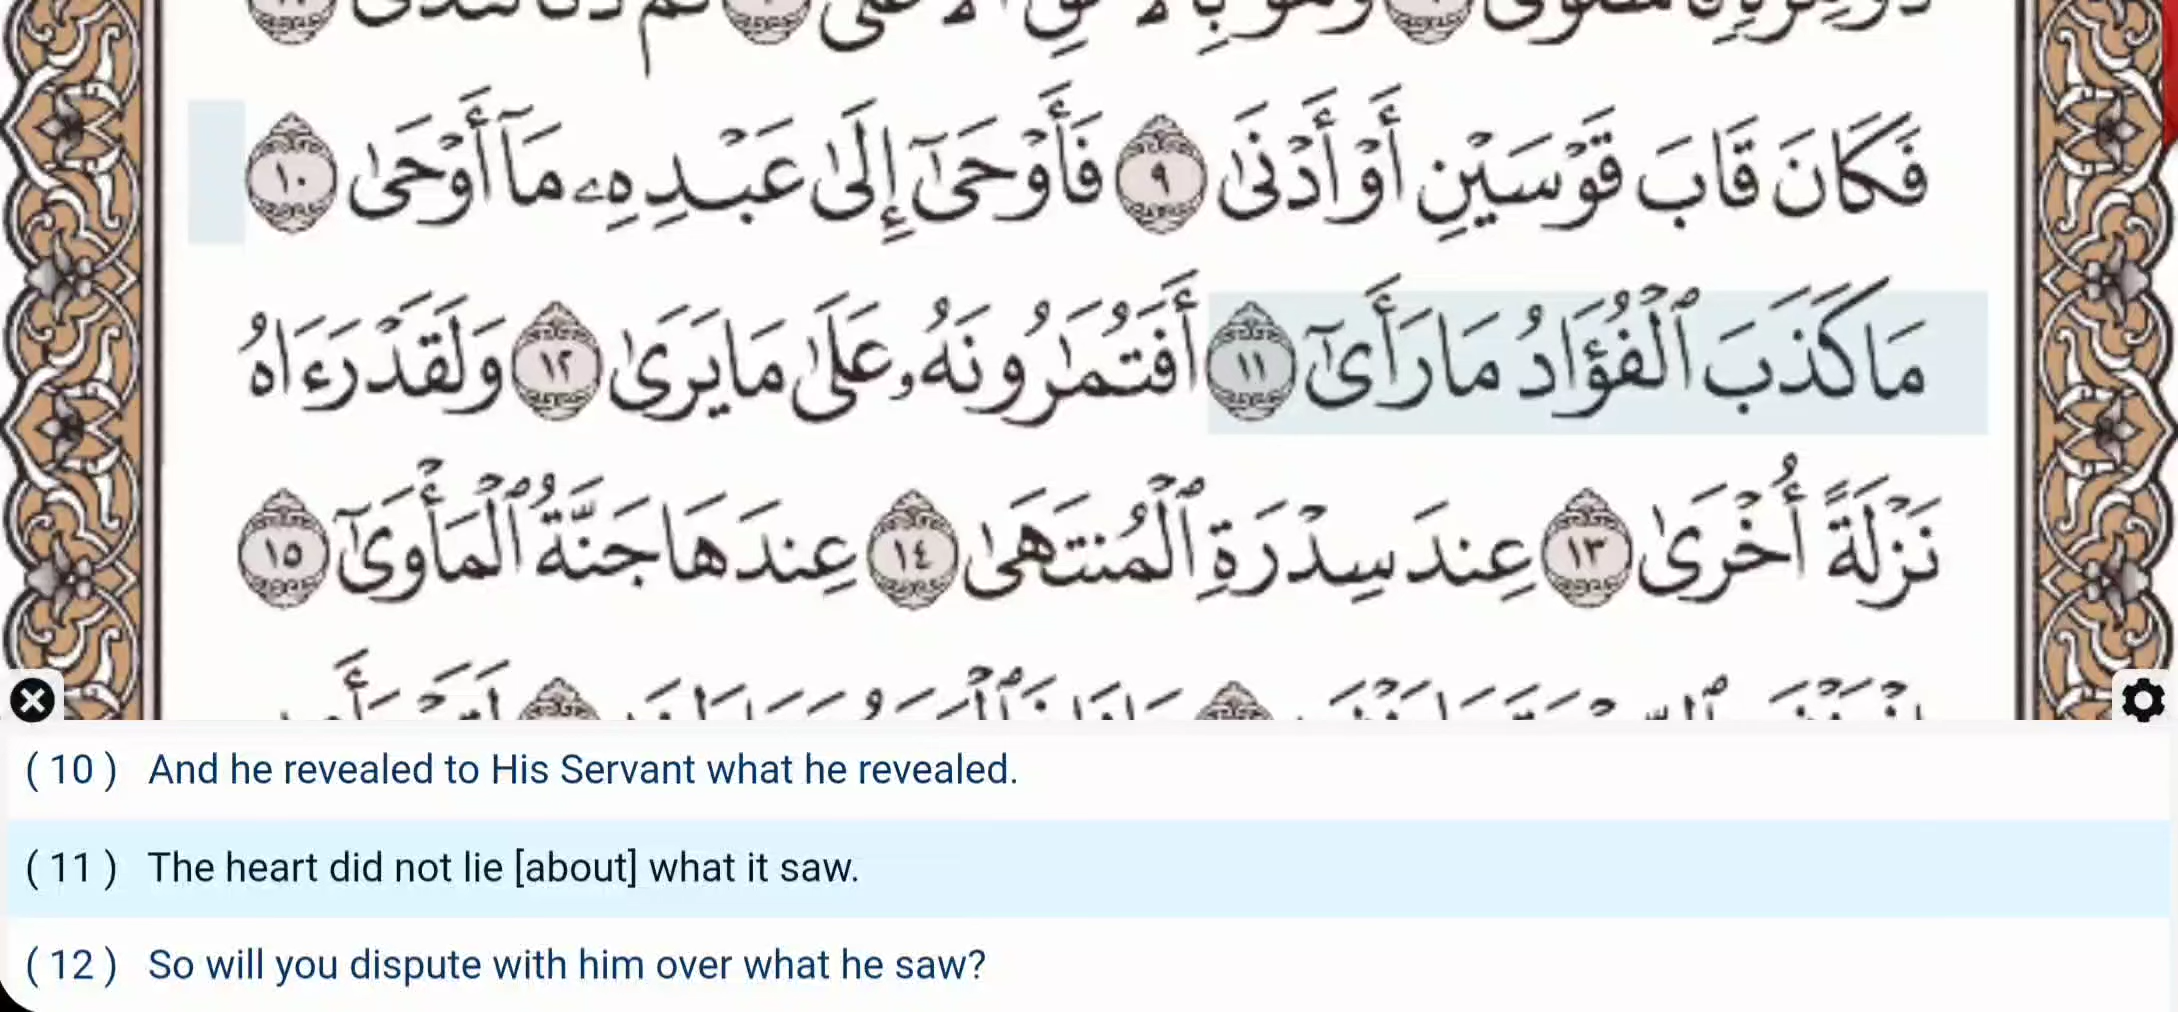 فَكَانَ قَابَ قَوْسَيْنِ أَوْ أَدْنَىٰ ٩ فَأَوْحَىٰٓ إِلَىٰ عَبْدِهِۦ مَآ أَوْحَىٰ ١٠
مَا كَذَبَ ٱلْفُؤَادُ مَا رَأَىٰٓ ١١ أَفَتُمَٰرُونَهُۥ عَلَىٰ مَا يَرَىٰ ١٢ وَلَقَدْ رَءَاهُ
نَزْلَةً أُخْرَىٰ ١٣ عِندَ سِدْرَةِ ٱلْمُنتَهَىٰ ١٤ عِندَهَا جَنَّةُ ٱلْمَأْوَىٰٓ ١٥
( 10 ) And he revealed to His Servant what he revealed.
( 11 ) The heart did not lie [about] what it saw.
( 12 ) So will you dispute with him over what he saw?